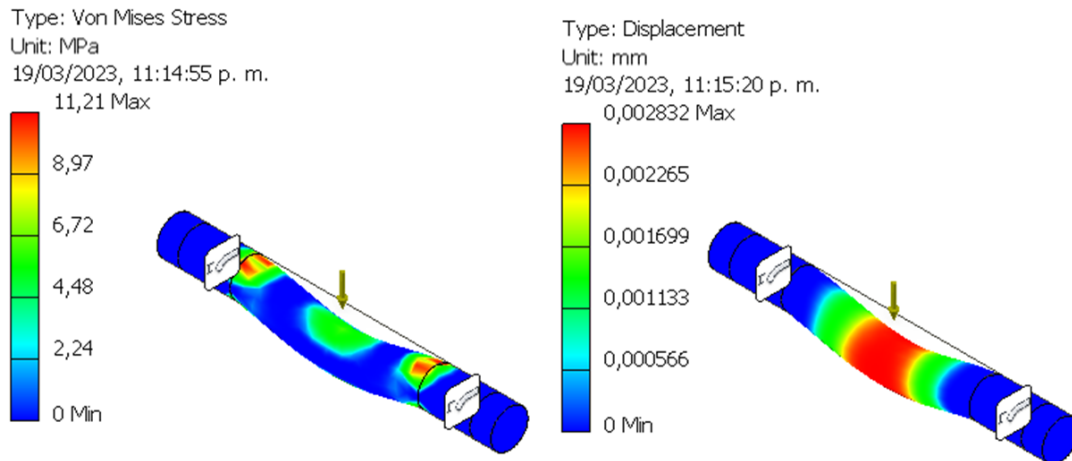 Type: Von Mises Stress
Unit: MPa
19/03/2023, 11:14:55 p. m.
11,21 Max
8,97
6,72
4,48
2,24
0 Min
Type: Displacement
Unit: mm
19/03/2023, 11:15:20 p. m.
0,002832 Max
0,002265
0,001699
0,001133
0,000566
0 Min